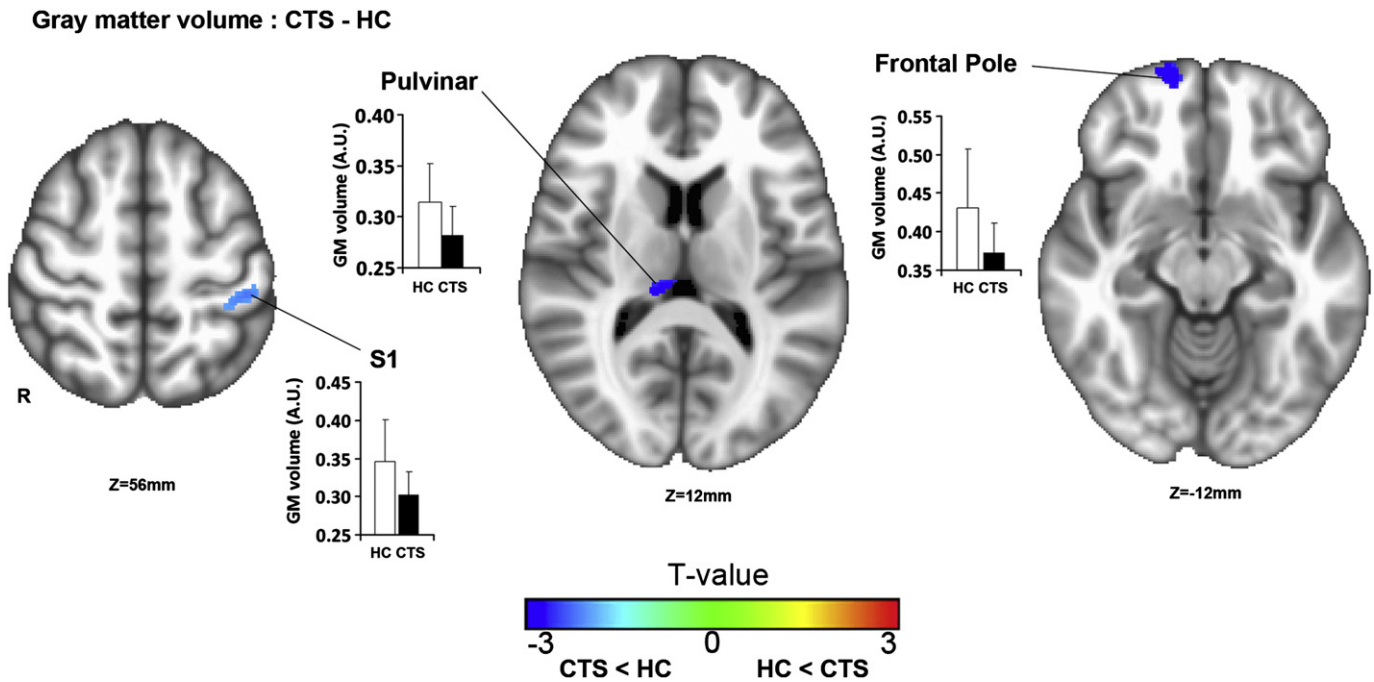 Gray matter volume : CTS - HC
Pulvinar
GM volume (A.U.)
0.40
0.35
0.30
0.25
HC CTS
Frontal Pole
GM volume (A.U.)
0.55
0.50
0.45
0.40
0.35
HC CTS
S1
GM volume (A.U.)
0.45
0.40
0.35
0.30
0.25
HC CTS
R
Z=56mm
Z=12mm
Z=-12mm
T-value
-3 0 3
CTS < HC HC < CTS